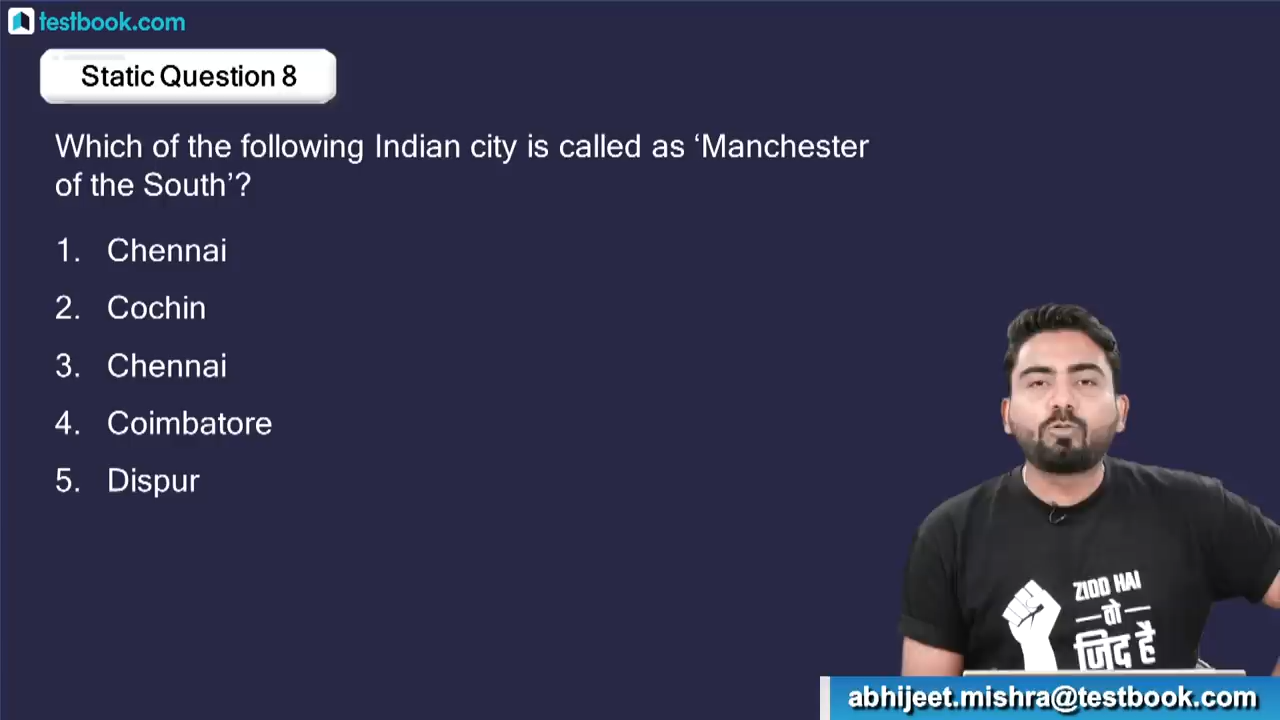 testbook.com
Static Question 8
Which of the following Indian city is called as ‘Manchester
of the South’?
1. Chennai
2. Cochin
3. Chennai
4. Coimbatore
5. Dispur
ZIDD HAI
—तो—
ज़िद है
abhijeet.mishra@testbook.com